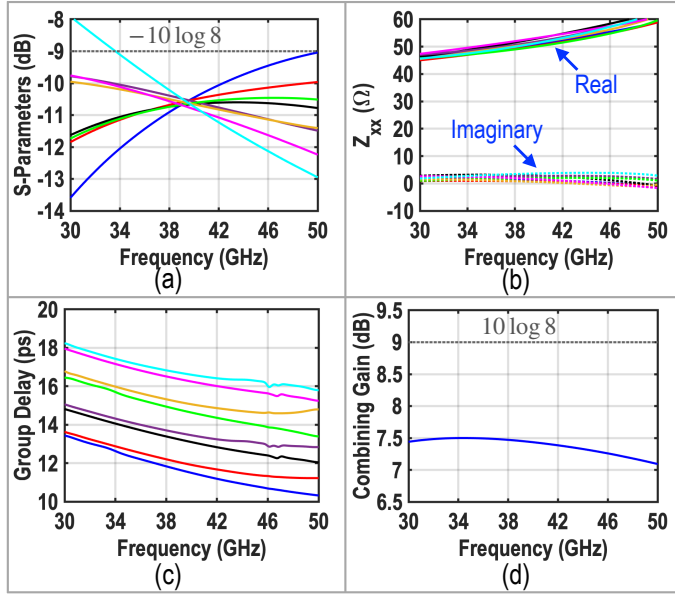 −10 log 8
S-Parameters (dB)
-8
-9
-10
-11
-12
-13
-14
30 34 38 42 46 50
Frequency (GHz)
(a)
Z_xx (Ω)
60
50
40
30
20
10
0
-10
Real
Imaginary
30 34 38 42 46 50
Frequency (GHz)
(b)
Group Delay (ps)
20
18
16
14
12
10
30 34 38 42 46 50
Frequency (GHz)
(c)
Combining Gain (dB)
9.5
10 log 8
9
8.5
8
7.5
7
6.5
30 34 38 42 46 50
Frequency (GHz)
(d)